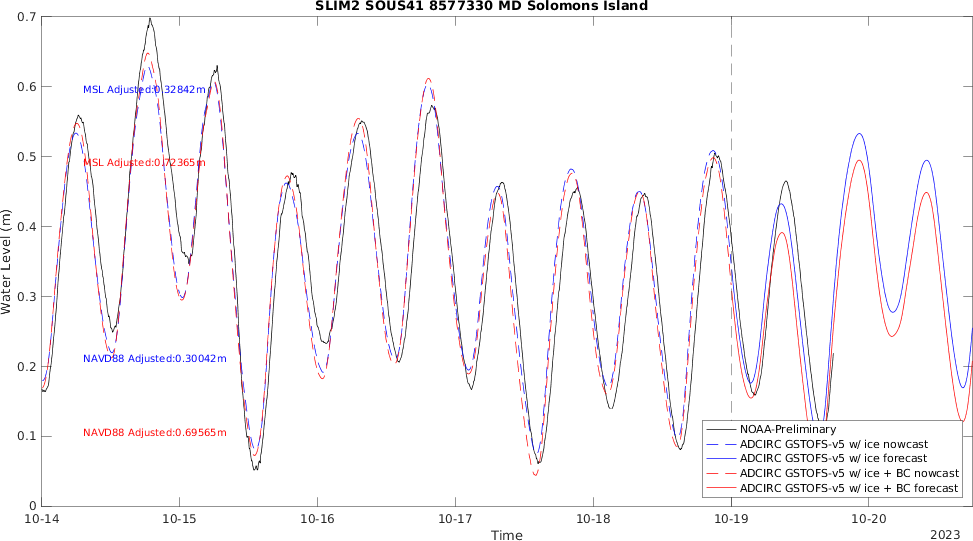 SLIM2 SOUS41 8577330 MD Solomons Island
0.7
0.6
0.5
0.4
0.3
0.2
0.1
0
Water Level (m)
MSL Adjusted:0.32842m
MSL Adjusted:0.72365m
NAVD88 Adjusted:0.30042m
NAVD88 Adjusted:0.69565m
NOAA-Preliminary
ADCIRC GSTOFS-v5 w/ ice nowcast
ADCIRC GSTOFS-v5 w/ ice forecast
ADCIRC GSTOFS-v5 w/ ice + BC nowcast
ADCIRC GSTOFS-v5 w/ ice + BC forecast
10-14 10-15 10-16 10-17 10-18 10-19 10-20
Time
2023